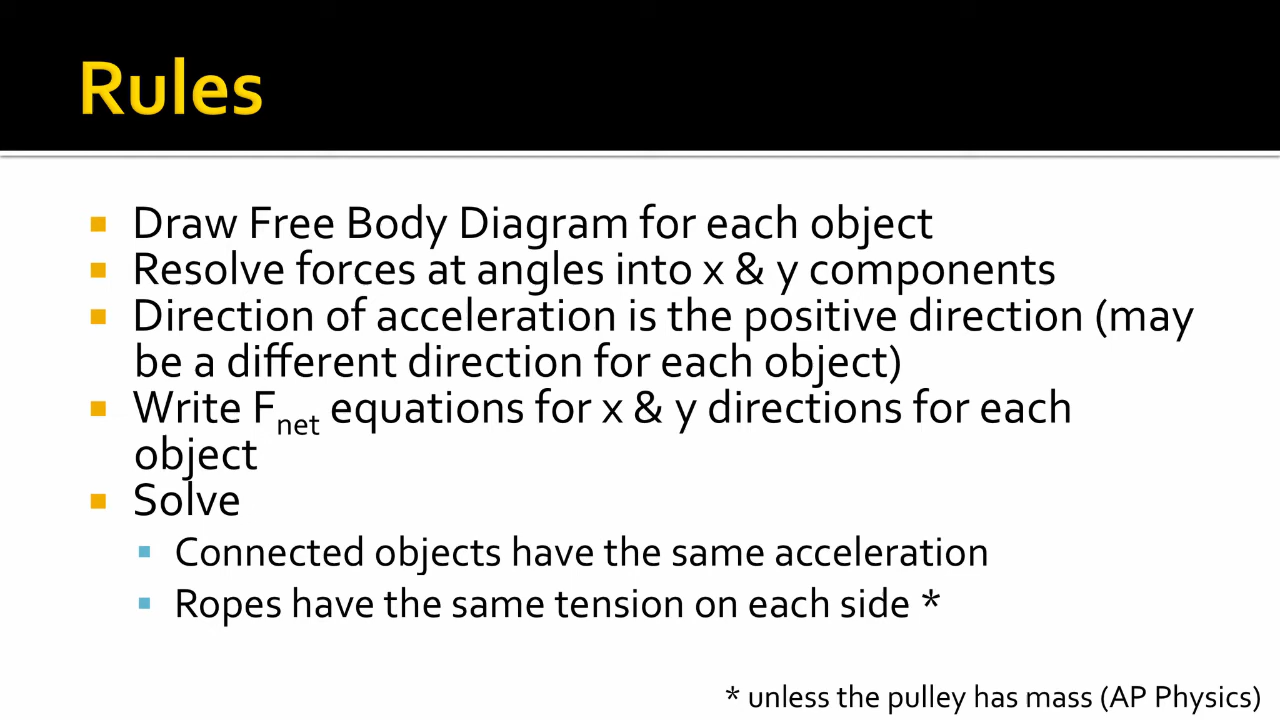 Rules
Draw Free Body Diagram for each object
Resolve forces at angles into x & y components
Direction of acceleration is the positive direction (may
be a different direction for each object)
Write Fnet equations for x & y directions for each
object
Solve
Connected objects have the same acceleration
Ropes have the same tension on each side *
* unless the pulley has mass (AP Physics)